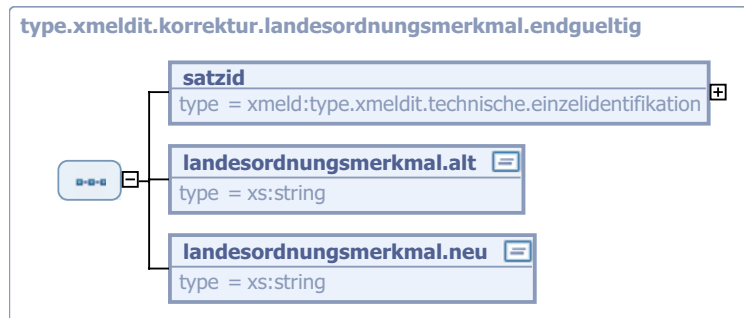 type.xmeldit.korrektur.landesordnungsmerkmal.endgueltig
satzid
type = xmeld:type.xmeldit.technische.einzelidentifikation
landesordnungsmerkmal.alt
type = xs:string
landesordnungsmerkmal.neu
type = xs:string